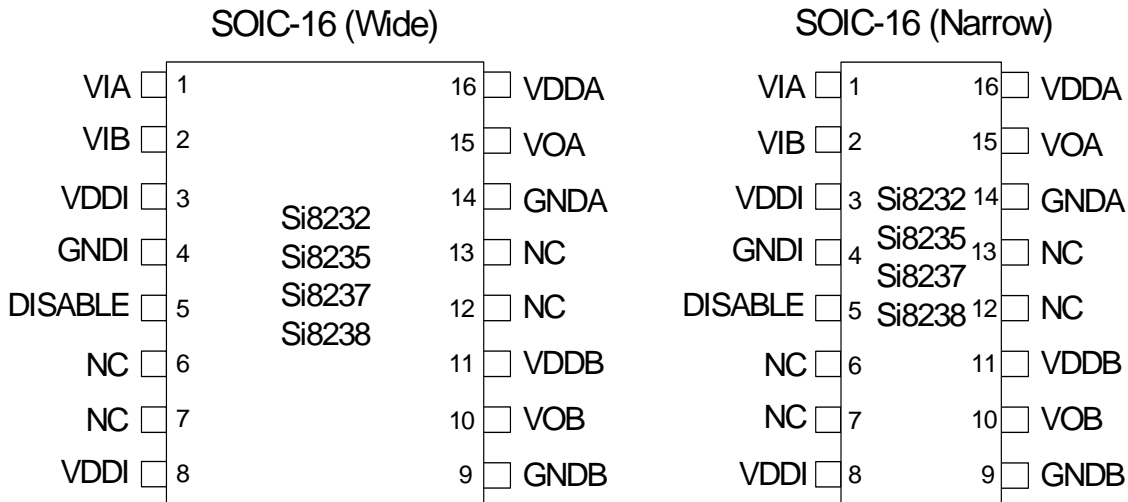 SOIC-16 (Wide)
VIA 1 16 VDDA
VIB 2 15 VOA
VDDI 3 14 GNDA
GNDI 4 13 NC
DISABLE 5 12 NC
NC 6 11 VDDB
NC 7 10 VOB
VDDI 8 9 GNDB
Si8232
Si8235
Si8237
Si8238
SOIC-16 (Narrow)
VIA 1 16 VDDA
VIB 2 15 VOA
VDDI 3 14 GNDA
GNDI 4 13 NC
DISABLE 5 12 NC
NC 6 11 VDDB
NC 7 10 VOB
VDDI 8 9 GNDB
Si8232
Si8235
Si8237
Si8238